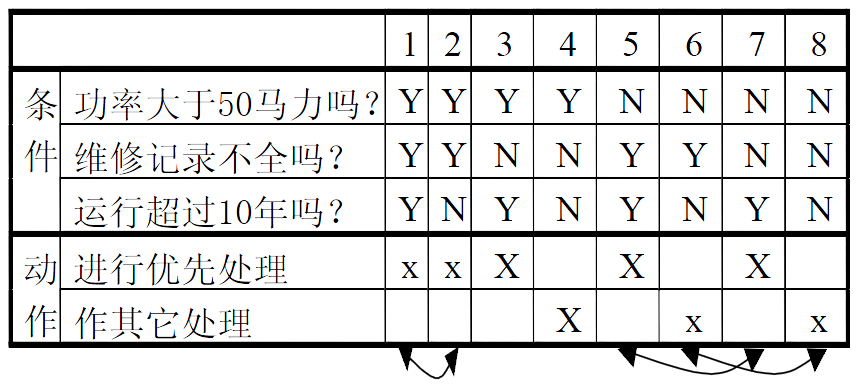 1 2 3 4 5 6 7 8
条件 功率大于50马力吗? Y Y Y Y N N N N
维修记录不全吗? Y Y N N Y Y N N
运行超过10年吗? Y N Y N Y N Y N
动作 进行优先处理 x x X X X
作其它处理 X x x